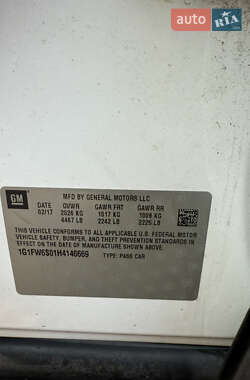 auto RIA
.com
GM
MFD BY GENERAL MOTORS LLC
DATE GVWR GAWR FRT GAWR RR
02/17 2026 KG 1017 KG 1009 KG
4467 LB 2242 LB 2225 LB
THIS VEHICLE CONFORMS TO ALL APPLICABLE U.S. FEDERAL MOTOR
VEHICLE SAFETY, BUMPER, AND THEFT PREVENTION STANDARDS IN
EFFECT ON THE DATE OF MANUFACTURE SHOWN ABOVE.
1G1FW6S01H4146669 TYPE: PASS CAR